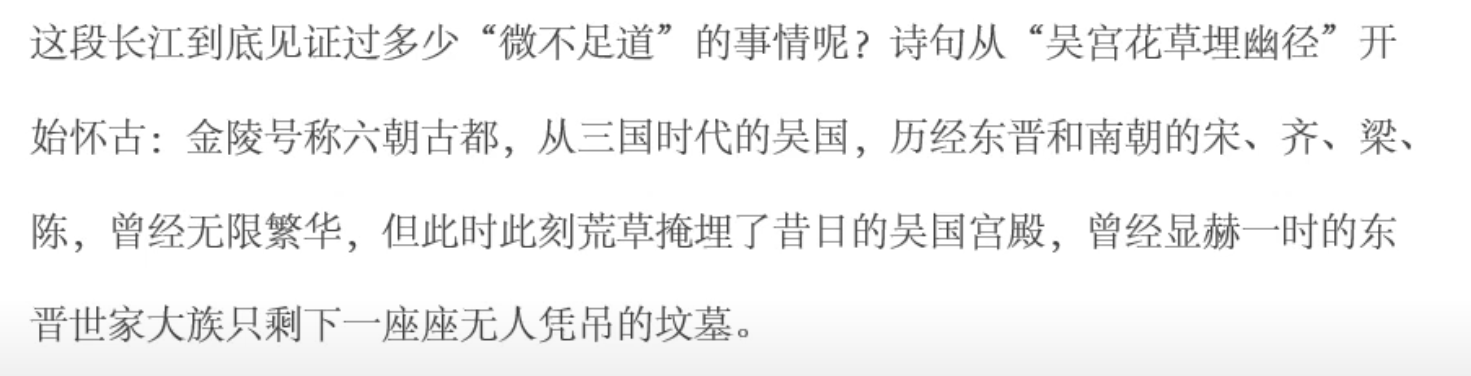 这段长江到底见证过多少“微不足道”的事情呢？诗句从“吴宫花草埋幽径”开
始怀古：金陵号称六朝古都，从三国时代的吴国，历经东晋和南朝的宋、齐、梁、
陈，曾经无限繁华，但此时此刻荒草掩埋了昔日的吴国宫殿，曾经显赫一时的东
晋世家大族只剩下一座座无人凭吊的坟墓。